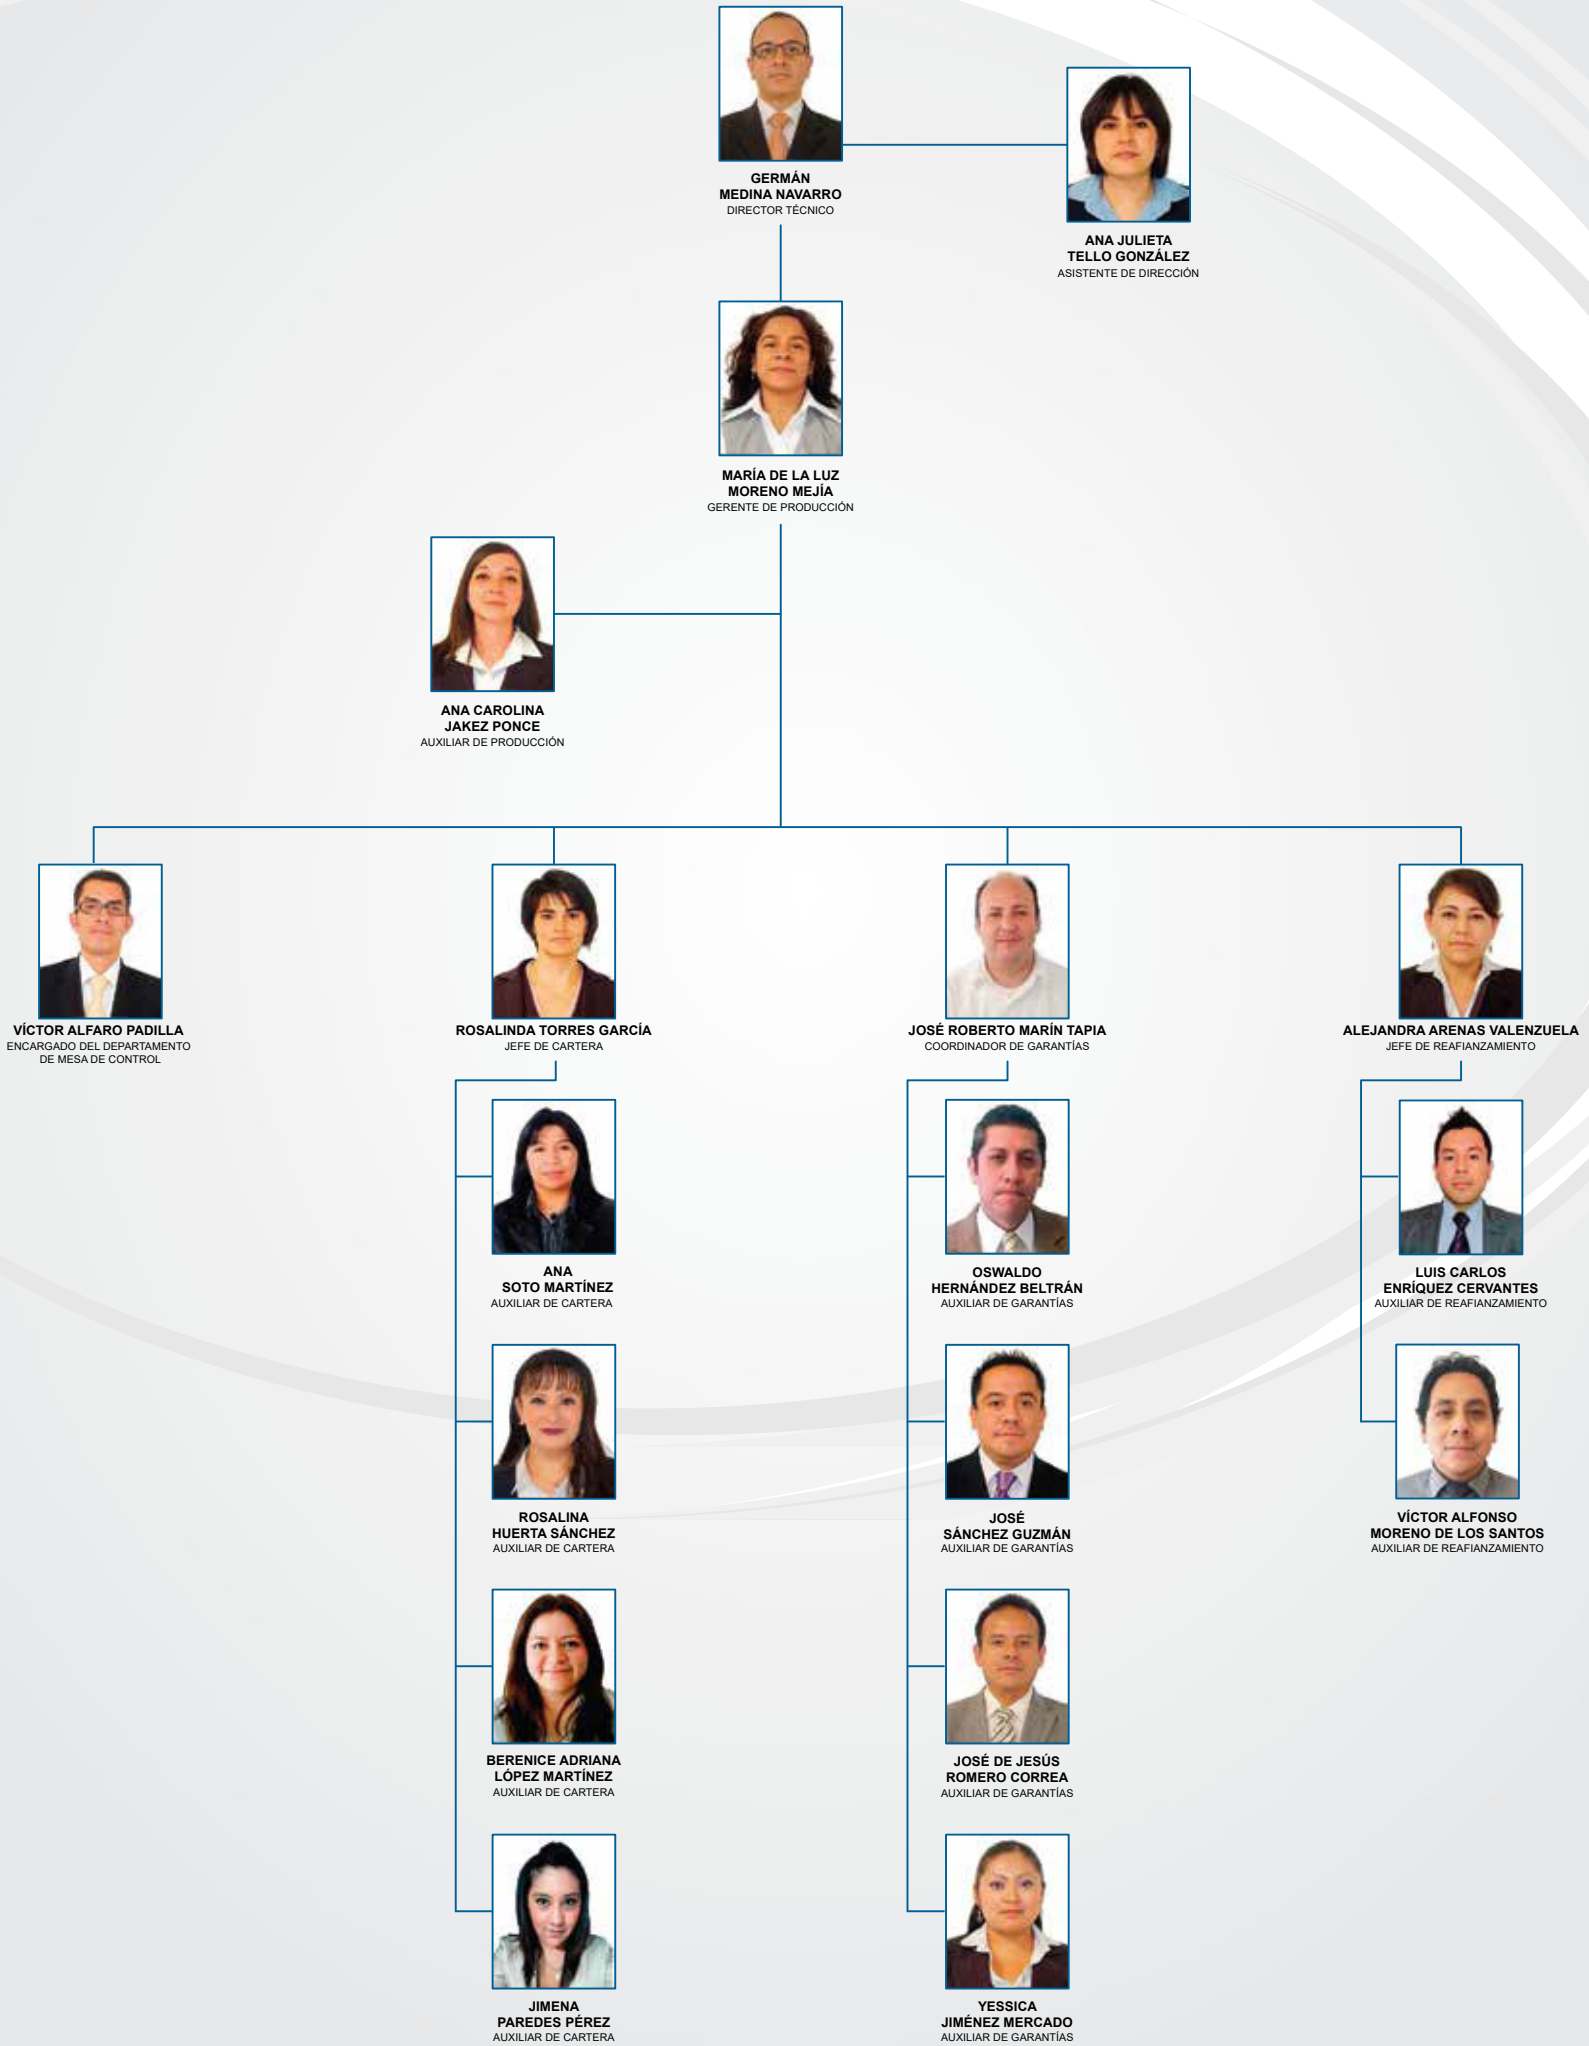 GERMÁN
MEDINA NAVARRO
DIRECTOR TÉCNICO
ANA JULIETA
TELLO GONZÁLEZ
ASISTENTE DE DIRECCIÓN
MARÍA DE LA LUZ
MORENO MEJÍA
GERENTE DE PRODUCCIÓN
ANA CAROLINA
JAKEZ PONCE
AUXILIAR DE PRODUCCIÓN
VÍCTOR ALFARO PADILLA
ENCARGADO DEL DEPARTAMENTO
DE MESA DE CONTROL
ROSALINDA TORRES GARCÍA
JEFE DE CARTERA
JOSÉ ROBERTO MARÍN TAPIA
COORDINADOR DE GARANTÍAS
ALEJANDRA ARENAS VALENZUELA
JEFE DE REAFIANZAMIENTO
ANA
SOTO MARTÍNEZ
AUXILIAR DE CARTERA
OSWALDO
HERNÁNDEZ BELTRÁN
AUXILIAR DE GARANTÍAS
LUIS CARLOS
ENRÍQUEZ CERVANTES
AUXILIAR DE REAFIANZAMIENTO
ROSALINA
HUERTA SÁNCHEZ
AUXILIAR DE CARTERA
JOSÉ
SÁNCHEZ GUZMÁN
AUXILIAR DE GARANTÍAS
VÍCTOR ALFONSO
MORENO DE LOS SANTOS
AUXILIAR DE REAFIANZAMIENTO
BERENICE ADRIANA
LÓPEZ MARTÍNEZ
AUXILIAR DE CARTERA
JOSÉ DE JESÚS
ROMERO CORREA
AUXILIAR DE GARANTÍAS
JIMENA
PAREDES PÉREZ
AUXILIAR DE CARTERA
YESSICA
JIMÉNEZ MERCADO
AUXILIAR DE GARANTÍAS